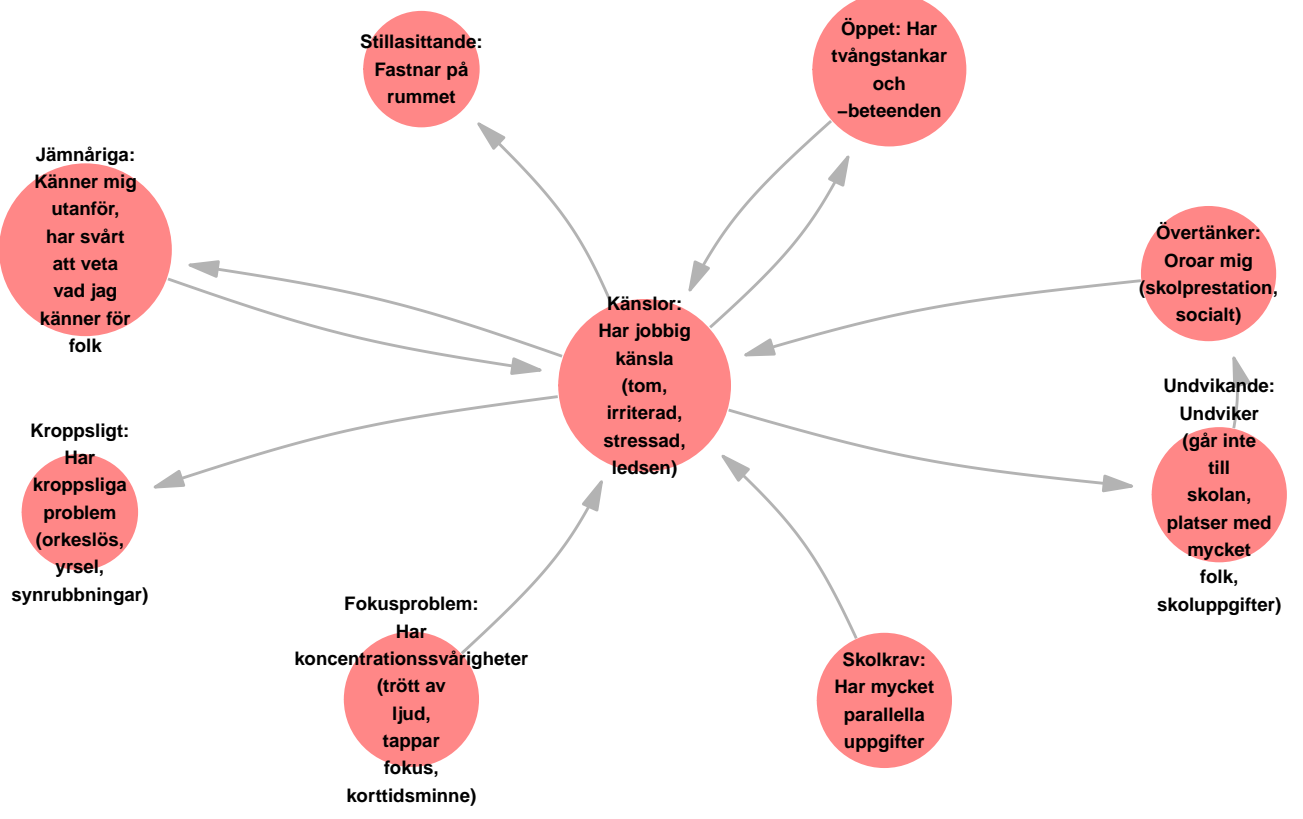 Stillasittande:
Fastnar på
rummet
Öppet: Har
tvångstankar
och
–beteenden
Jämnåriga:
Känner mig
utanför,
har svårt
att veta
vad jag
känner för
folk
Övertänker:
Oroar mig
(skolprestation,
socialt)
Känslor:
Har jobbig
känsla
(tom,
irriterad,
stressad,
ledsen)
Undvikande:
Undviker
(går inte
till
skolan,
platser med
mycket
folk,
skoluppgifter)
Kroppsligt:
Har
kroppsliga
problem
(orkeslös,
yrsel,
synrubbningar)
Fokusproblem:
Har
koncentrationssvårigheter
(trött av
ljud,
tappar
fokus,
korttidsminne)
Skolkrav:
Har mycket
parallella
uppgifter